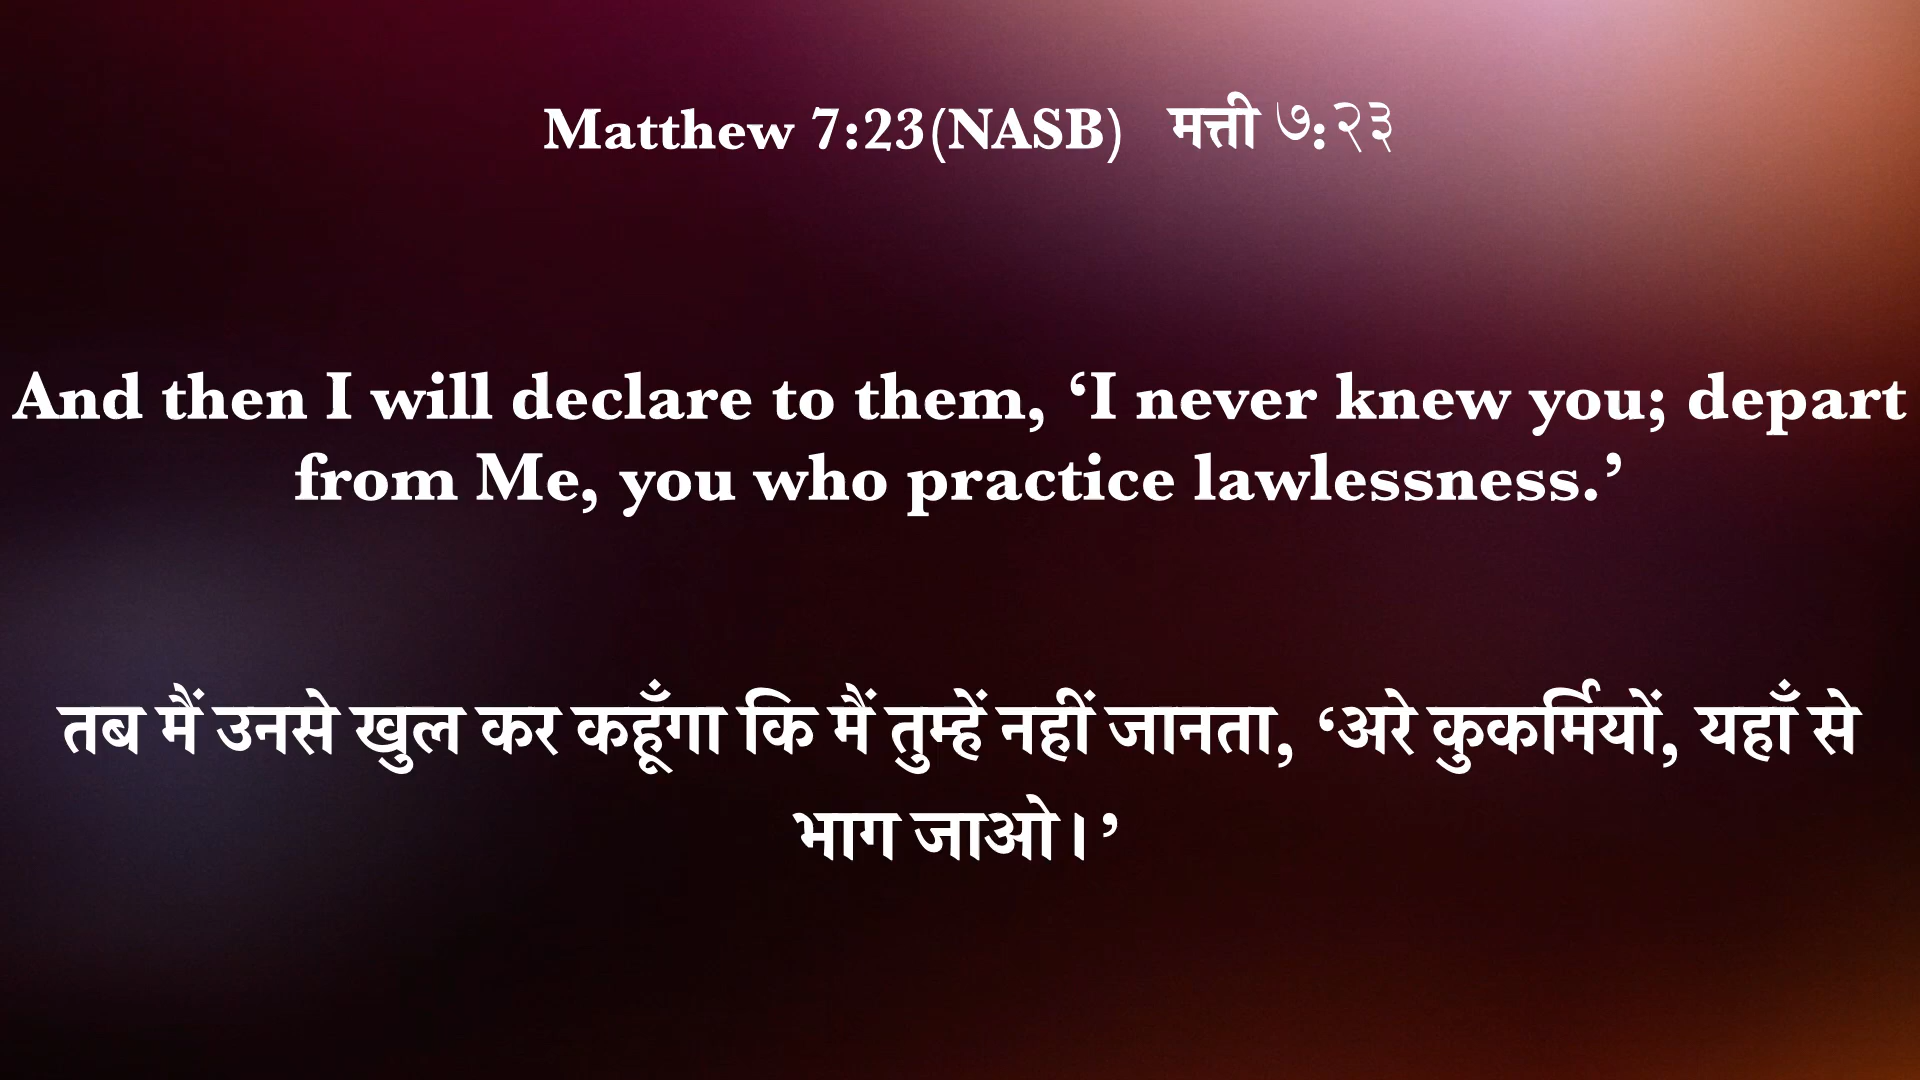 Matthew 7:23(NASB) मत्ती ७:२३
And then I will declare to them, ‘I never knew you; depart
from Me, you who practice lawlessness.’
तब मैं उनसे खुल कर कहूँगा कि मैं तुम्हें नहीं जानता, ‘अरे कुकर्मियों, यहाँ से
भाग जाओ।’